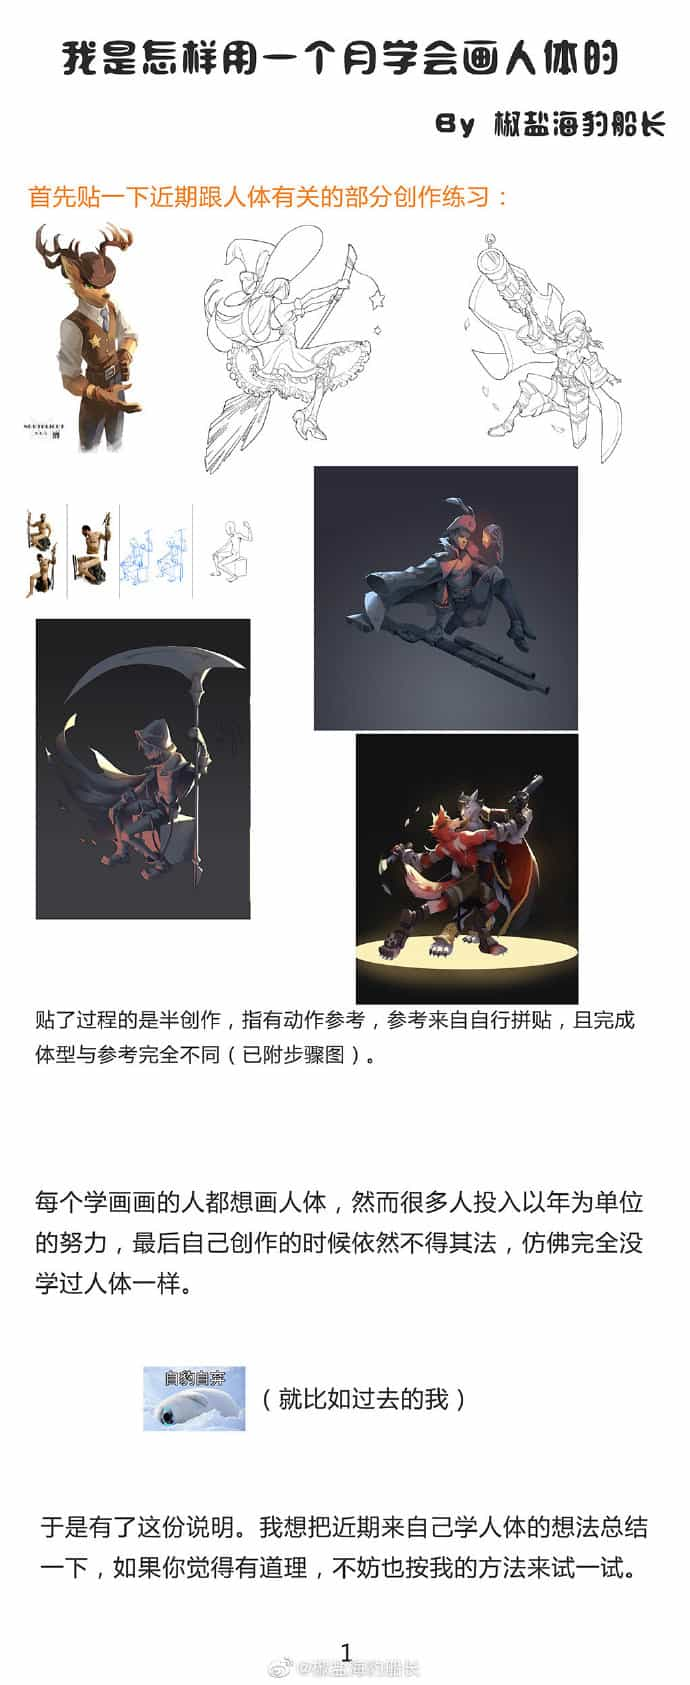 我是怎样用一个月学会画人体的
By 椒盐海豹船长
首先贴一下近期跟人体有关的部分创作练习：
贴了过程的是半创作，指有动作参考，参考来自自行拼贴，且完成
体型与参考完全不同（已附步骤图）。
每个学画画的人都想画人体，然而很多人投入以年为单位
的努力，最后自己创作的时候依然不得其法，仿佛完全没
学过人体一样。
自豹自弃
（就比如过去的我）
于是有了这份说明。我想把近期来自己学人体的想法总结
一下，如果你觉得有道理，不妨也按我的方法来试一试。
1
@椒盐海豹船长